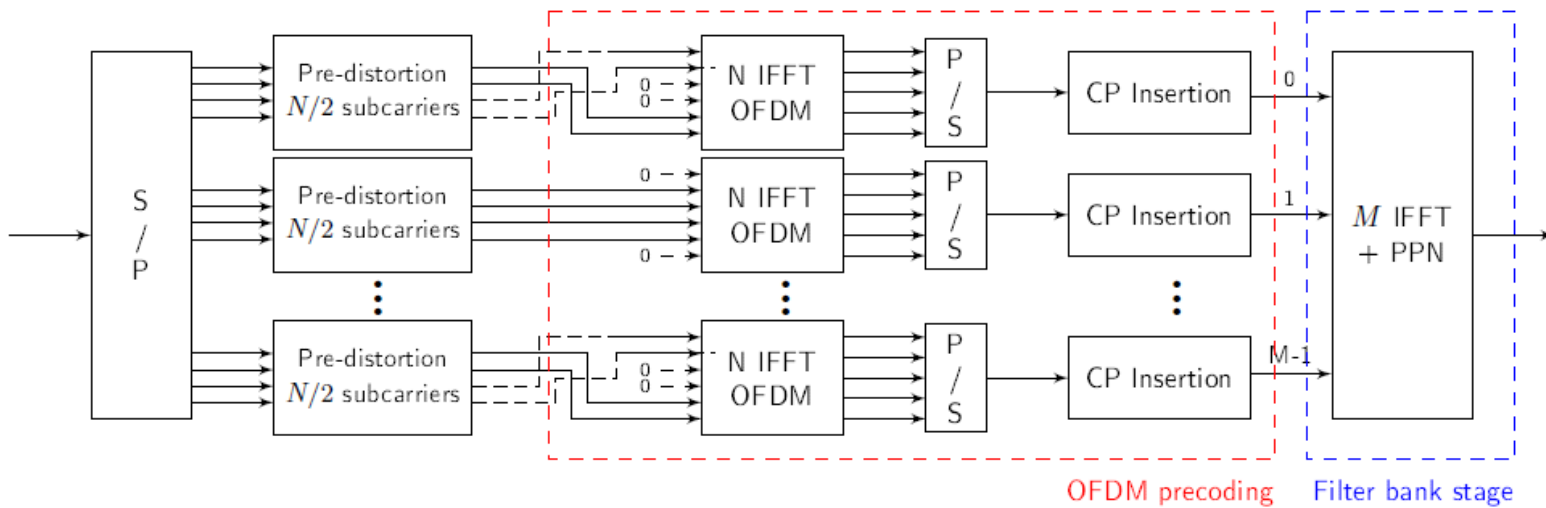 S
/
P
Pre-distortion
N/2 subcarriers
0
0
N IFFT
OFDM
P
/
S
CP Insertion
0
Pre-distortion
N/2 subcarriers
0
0
N IFFT
OFDM
P
/
S
CP Insertion
1
Pre-distortion
N/2 subcarriers
0
0
N IFFT
OFDM
P
/
S
CP Insertion
M-1
M IFFT
+ PPN
OFDM precoding
Filter bank stage